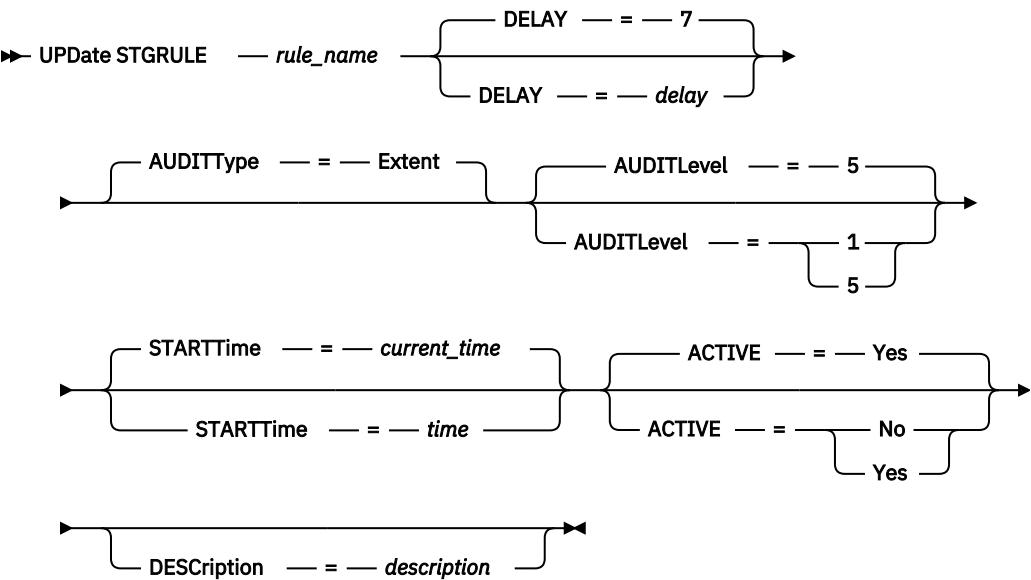 DELAY = 7
UPDate STGRULE rule_name
DELAY = delay
AUDITType = Extent
AUDITLevel = 5
AUDITLevel = 1
5
STARTTime = current_time
ACTIVE = Yes
STARTTime = time
ACTIVE = No
Yes
DESCription = description